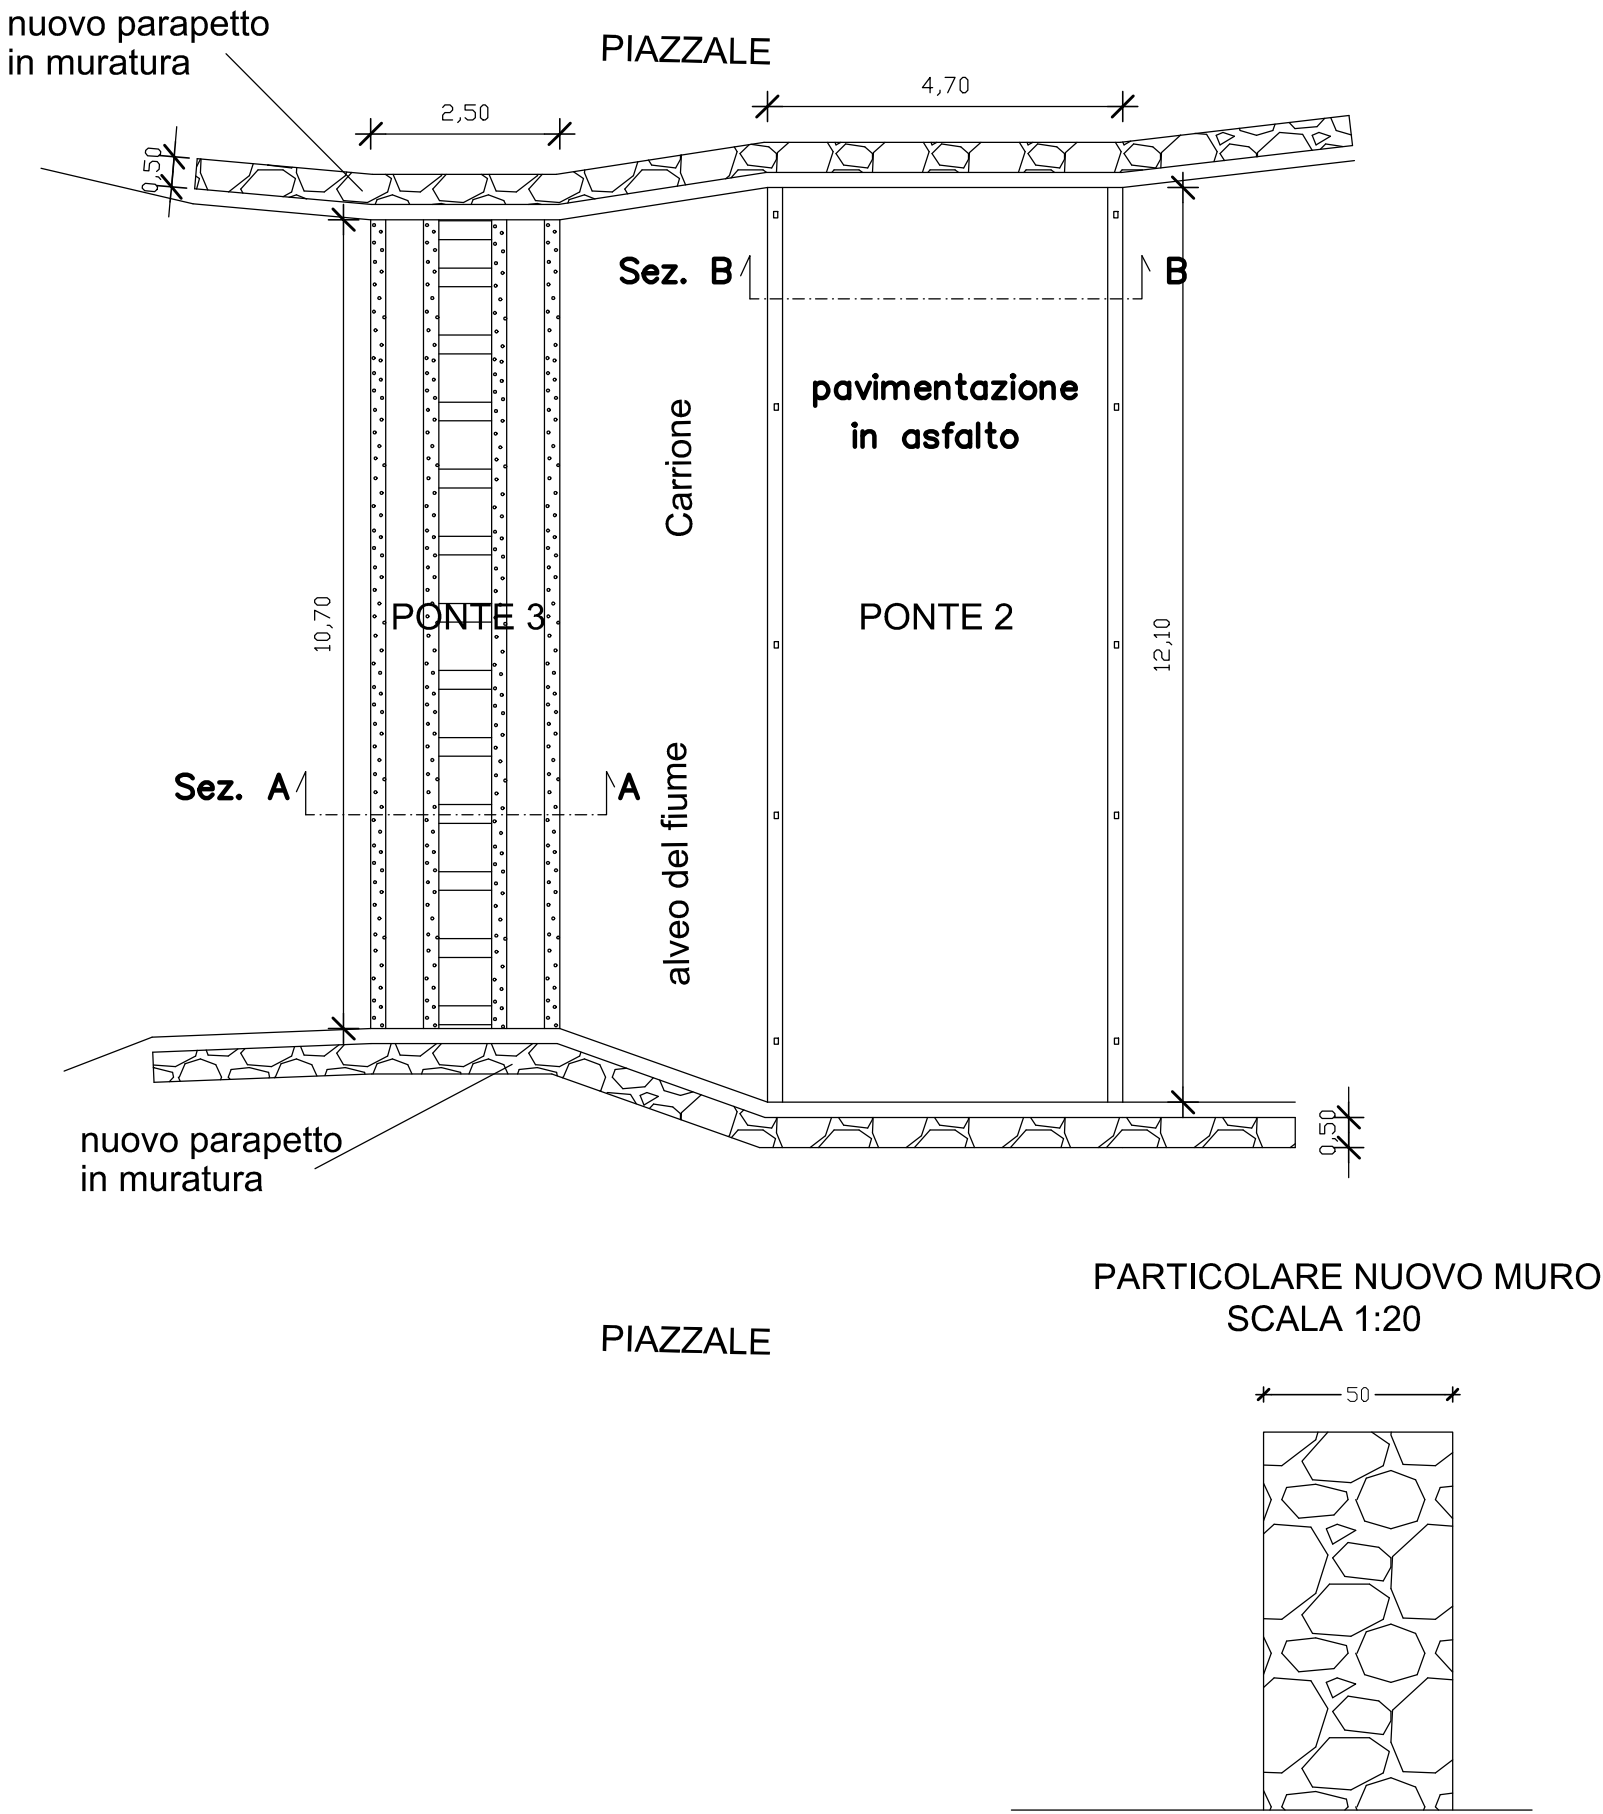 nuovo parapetto
in muratura
PIAZZALE
2,50
4,70
0,50
Sez. B
B
pavimentazione
in asfalto
Carrione
10,70
PONTE 3
PONTE 2
12,10
Sez. A
A
alveo del fiume
nuovo parapetto
in muratura
0,50
PARTICOLARE NUOVO MURO
SCALA 1:20
PIAZZALE
50